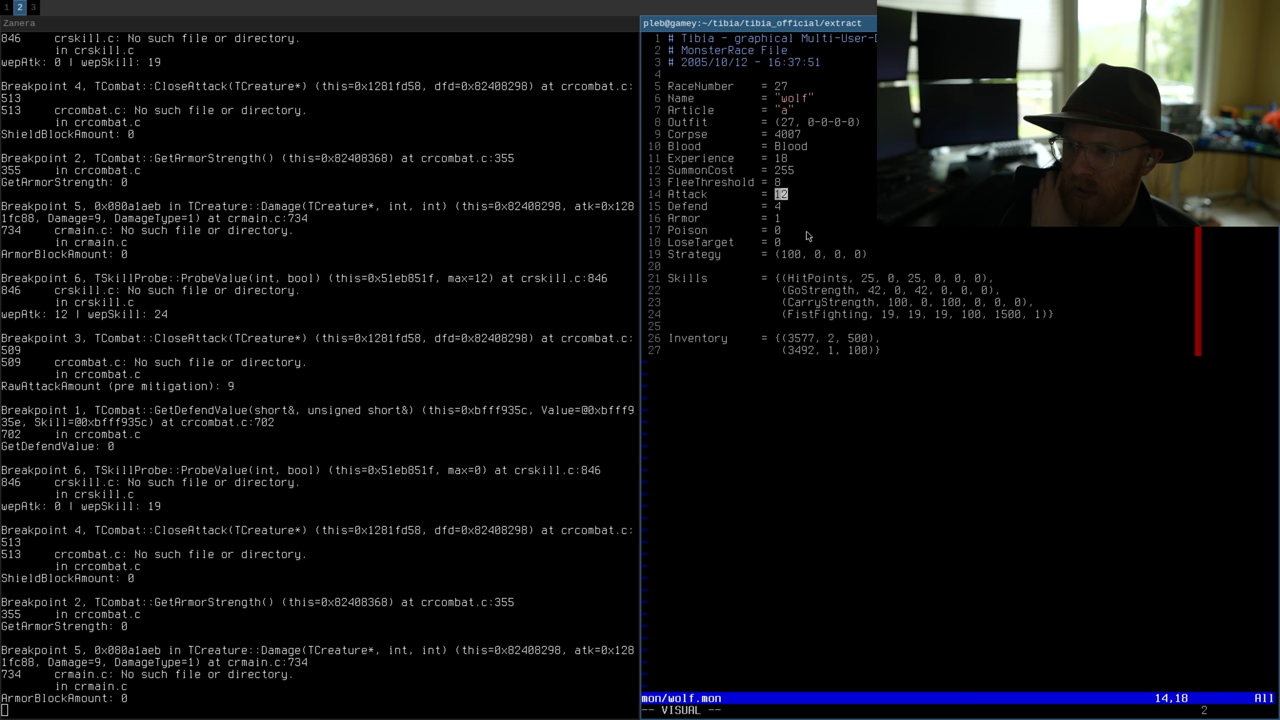 1 2 3
Zanera
846 crskill.c: No such file or directory.
in crskill.c
wepAtk: 0 | wepSkill: 19
Breakpoint 4, TCombat::CloseAttack(TCreature*) (this=0x1281fd58, dfd=0x82408298) at crcombat.c:
513
513 crcombat.c: No such file or directory.
in crcombat.c
ShieldBlockAmount: 0
Breakpoint 2, TCombat::GetArmorStrength() (this=0x82408368) at crcombat.c:355
355 in crcombat.c
GetArmorStrength: 0
Breakpoint 5, 0x080a1aeb in TCreature::Damage(TCreature*, int, int) (this=0x82408298, atk=0x128
1fc88, Damage=9, DamageType=1) at crmain.c:734
734 crmain.c: No such file or directory.
in crmain.c
ArmorBlockAmount: 0
Breakpoint 6, TSkillProbe::ProbeValue(int, bool) (this=0x51eb851f, max=12) at crskill.c:846
846 crskill.c: No such file or directory.
in crskill.c
wepAtk: 12 | wepSkill: 24
Breakpoint 3, TCombat::CloseAttack(TCreature*) (this=0x1281fd58, dfd=0x82408298) at crcombat.c:
509
509 crcombat.c: No such file or directory.
in crcombat.c
RawAttackAmount (pre mitigation): 9
Breakpoint 1, TCombat::GetDefendValue(short&, unsigned short&) (this=0xbfff935c, Value=@0xbfff9
35e, Skill=@0xbfff935c) at crcombat.c:702
702 in crcombat.c
GetDefendValue: 0
Breakpoint 6, TSkillProbe::ProbeValue(int, bool) (this=0x51eb851f, max=0) at crskill.c:846
846 crskill.c: No such file or directory.
in crskill.c
wepAtk: 0 | wepSkill: 19
Breakpoint 4, TCombat::CloseAttack(TCreature*) (this=0x1281fd58, dfd=0x82408298) at crcombat.c:
513
513 crcombat.c: No such file or directory.
in crcombat.c
ShieldBlockAmount: 0
Breakpoint 2, TCombat::GetArmorStrength() (this=0x82408368) at crcombat.c:355
355 in crcombat.c
GetArmorStrength: 0
Breakpoint 5, 0x080a1aeb in TCreature::Damage(TCreature*, int, int) (this=0x82408298, atk=0x128
1fc88, Damage=9, DamageType=1) at crmain.c:734
734 crmain.c: No such file or directory.
in crmain.c
ArmorBlockAmount: 0
pleb@gamey:~/tibia/tibia_official/extract
1 # Tibia - graphical Multi-User-D
2 # MonsterRace File
3 # 2005/10/12 - 16:37:51
4
5 RaceNumber = 27
6 Name = "wolf"
7 Article = "a"
8 Outfit = (27, 0-0-0-0)
9 Corpse = 4007
10 Blood = Blood
11 Experience = 18
12 SummonCost = 255
13 FleeThreshold = 8
14 Attack = 12
15 Defend = 4
16 Armor = 1
17 Poison = 0
18 LoseTarget = 0
19 Strategy = (100, 0, 0, 0)
20
21 Skills = {(HitPoints, 25, 0, 25, 0, 0, 0),
22 (GoStrength, 42, 0, 42, 0, 0, 0),
23 (CarryStrength, 100, 0, 100, 0, 0, 0),
24 (FistFighting, 19, 19, 19, 100, 1500, 1)}
25
26 Inventory = {(3577, 2, 500),
27 (3492, 1, 100)}
mon/wolf.mon 14,18 All
-- VISUAL -- 2